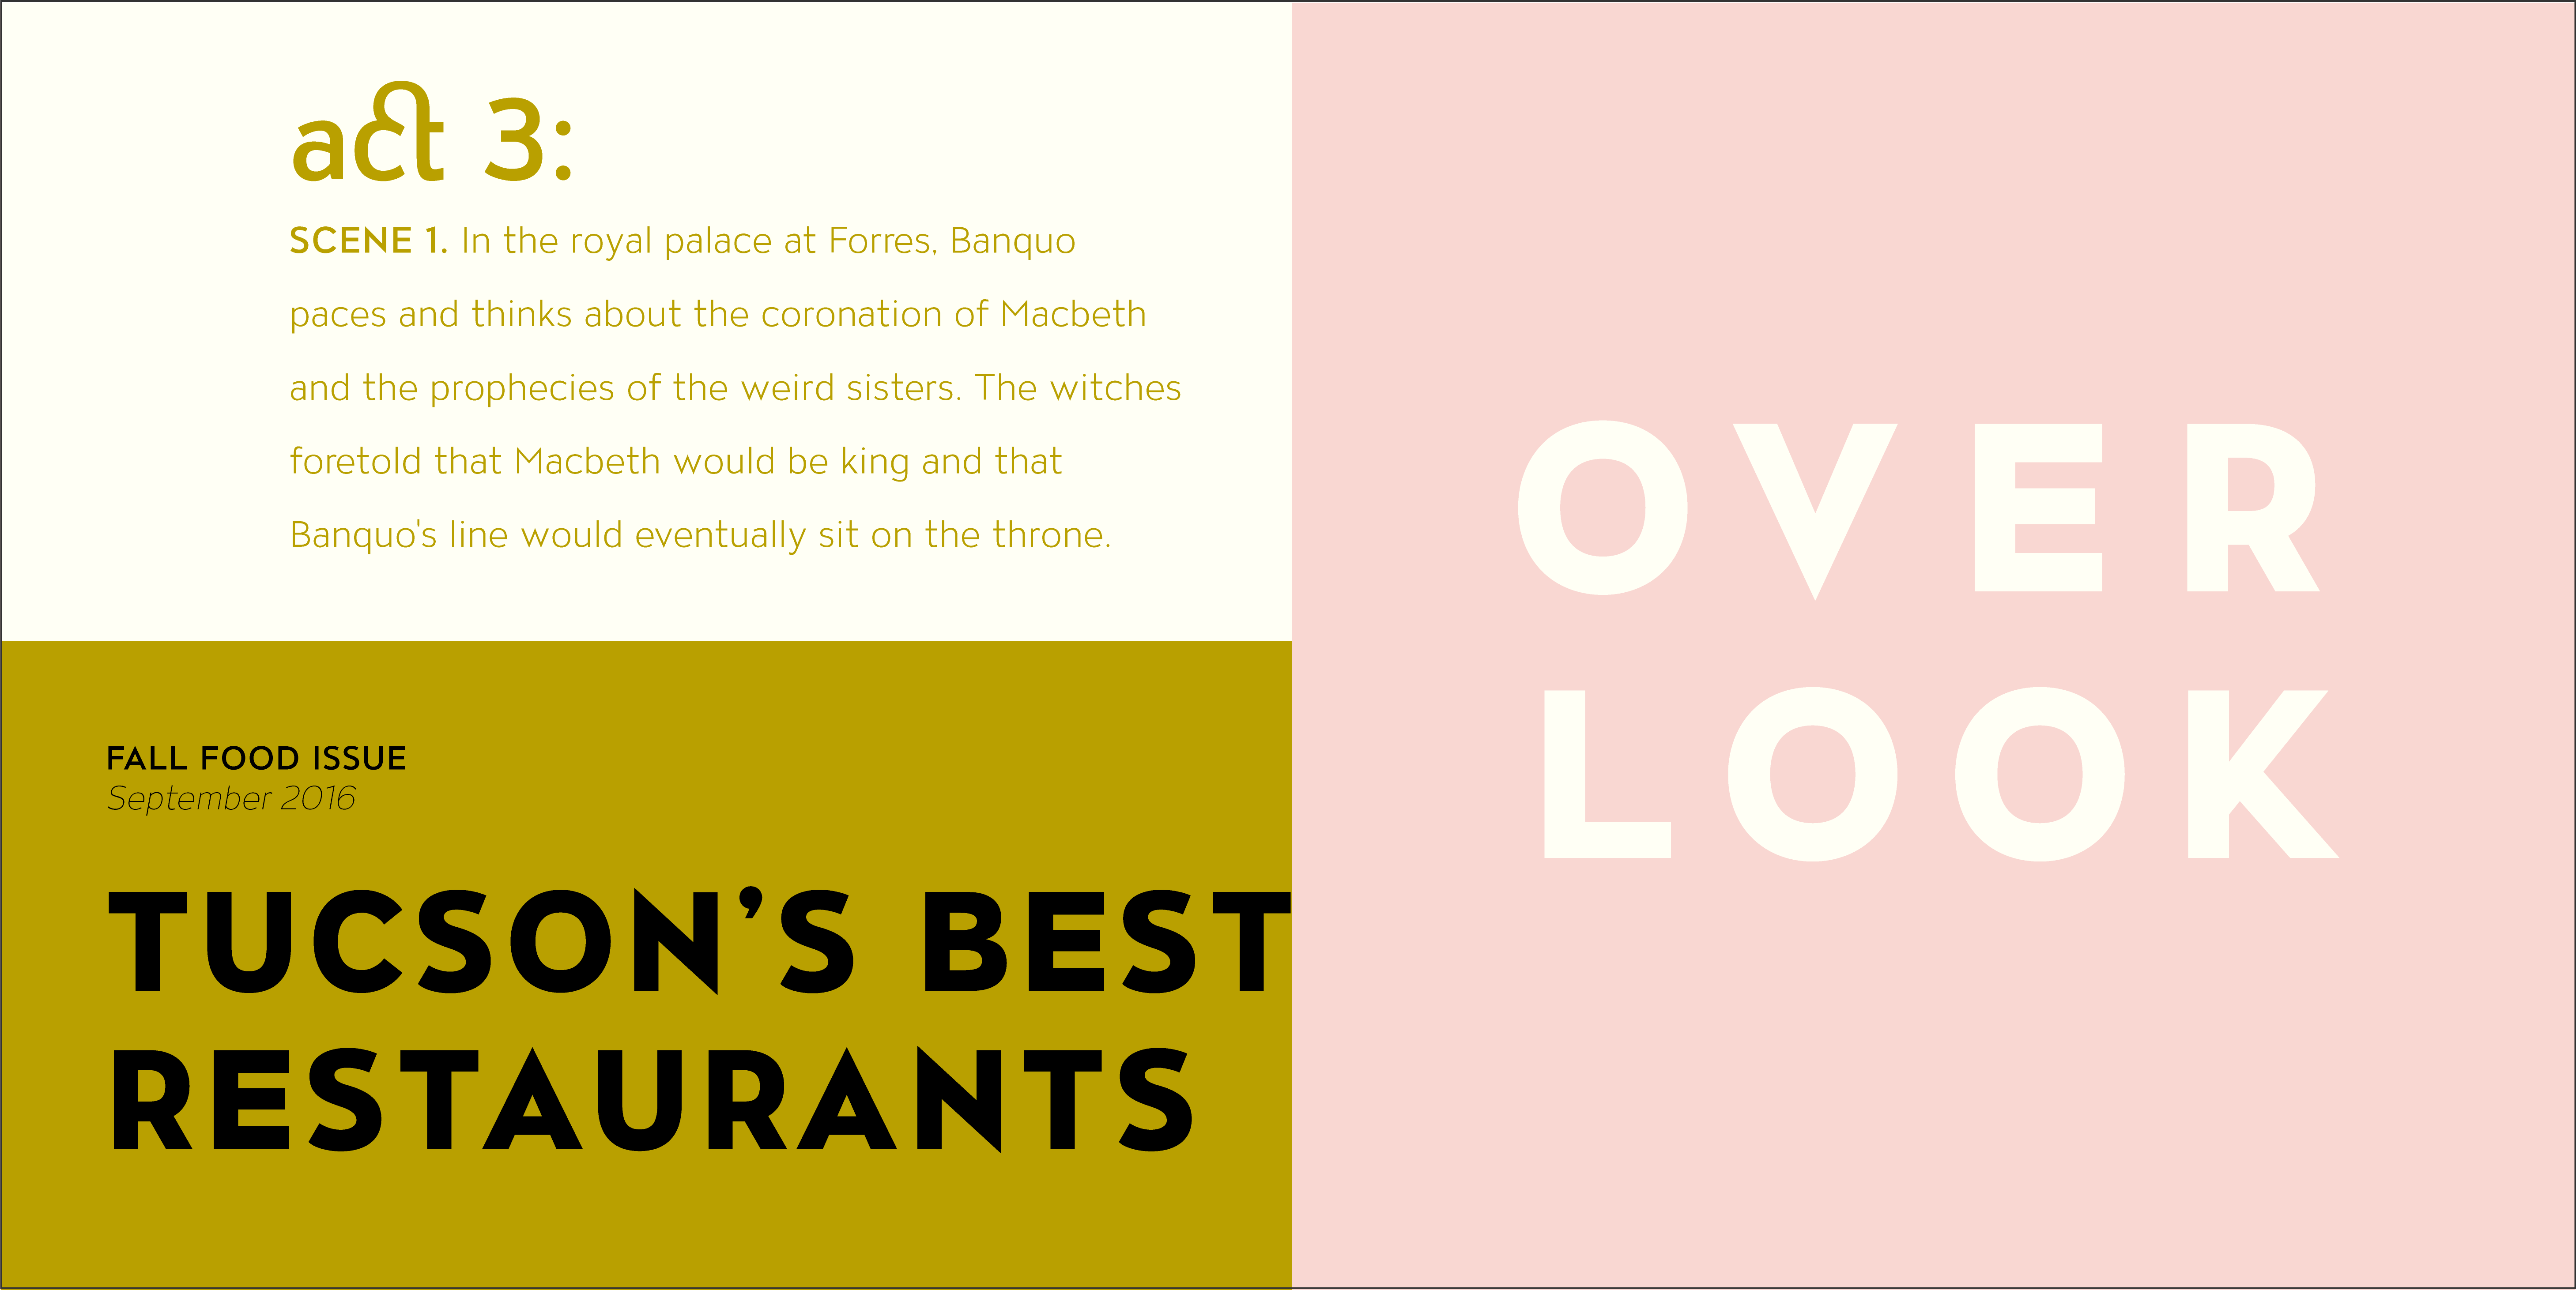 act 3:
SCENE 1. In the royal palace at Forres, Banquo
paces and thinks about the coronation of Macbeth
and the prophecies of the weird sisters. The witches
foretold that Macbeth would be king and that
Banquo's line would eventually sit on the throne.
FALL FOOD ISSUE
September 2016
TUCSON’S BEST
RESTAURANTS
OVER
LOOK